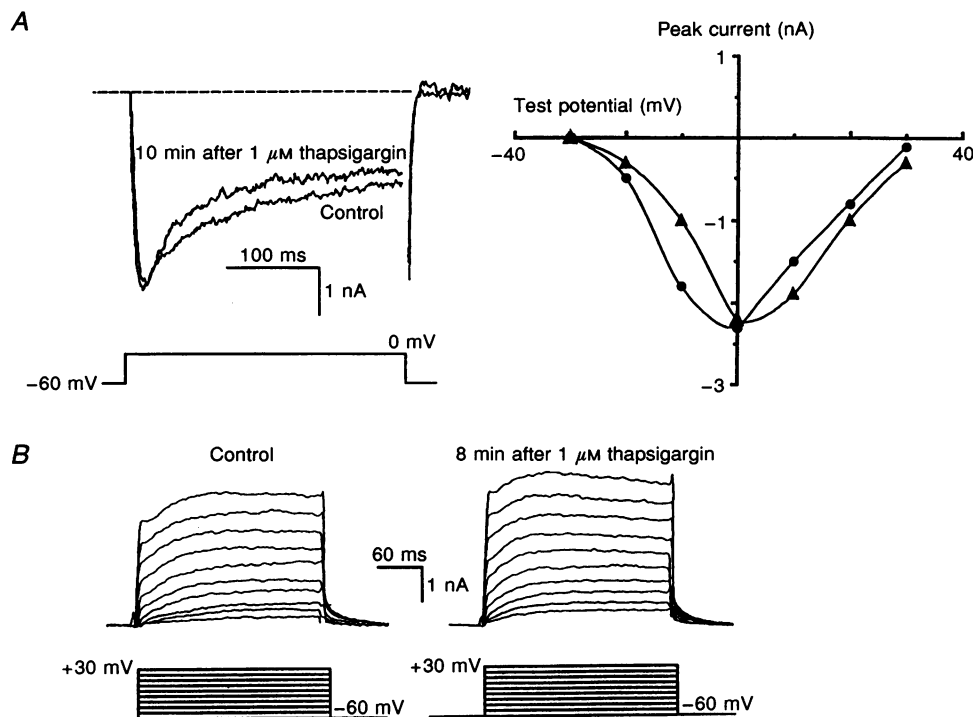 A
Peak current (nA)
1
Test potential (mV)
−40
40
10 min after 1 μM thapsigargin
Control
100 ms
1 nA
−1
−3
0 mV
−60 mV
B
Control
8 min after 1 μM thapsigargin
60 ms
1 nA
+30 mV
−60 mV
+30 mV
−60 mV